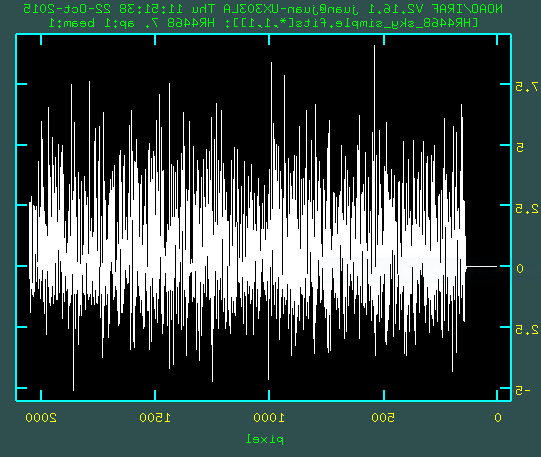 NOAO/IRAF V2.16.1 juan@juan-UX303LA Thu 11:51:38 22-Oct-2015
[HR4468_sky_simple.fits[*,1,1]]: HR4468 7. ap:1 beam:1
7.5
5
2.5
0
2.5
-5
0 500 1000 1500 2000
pixel